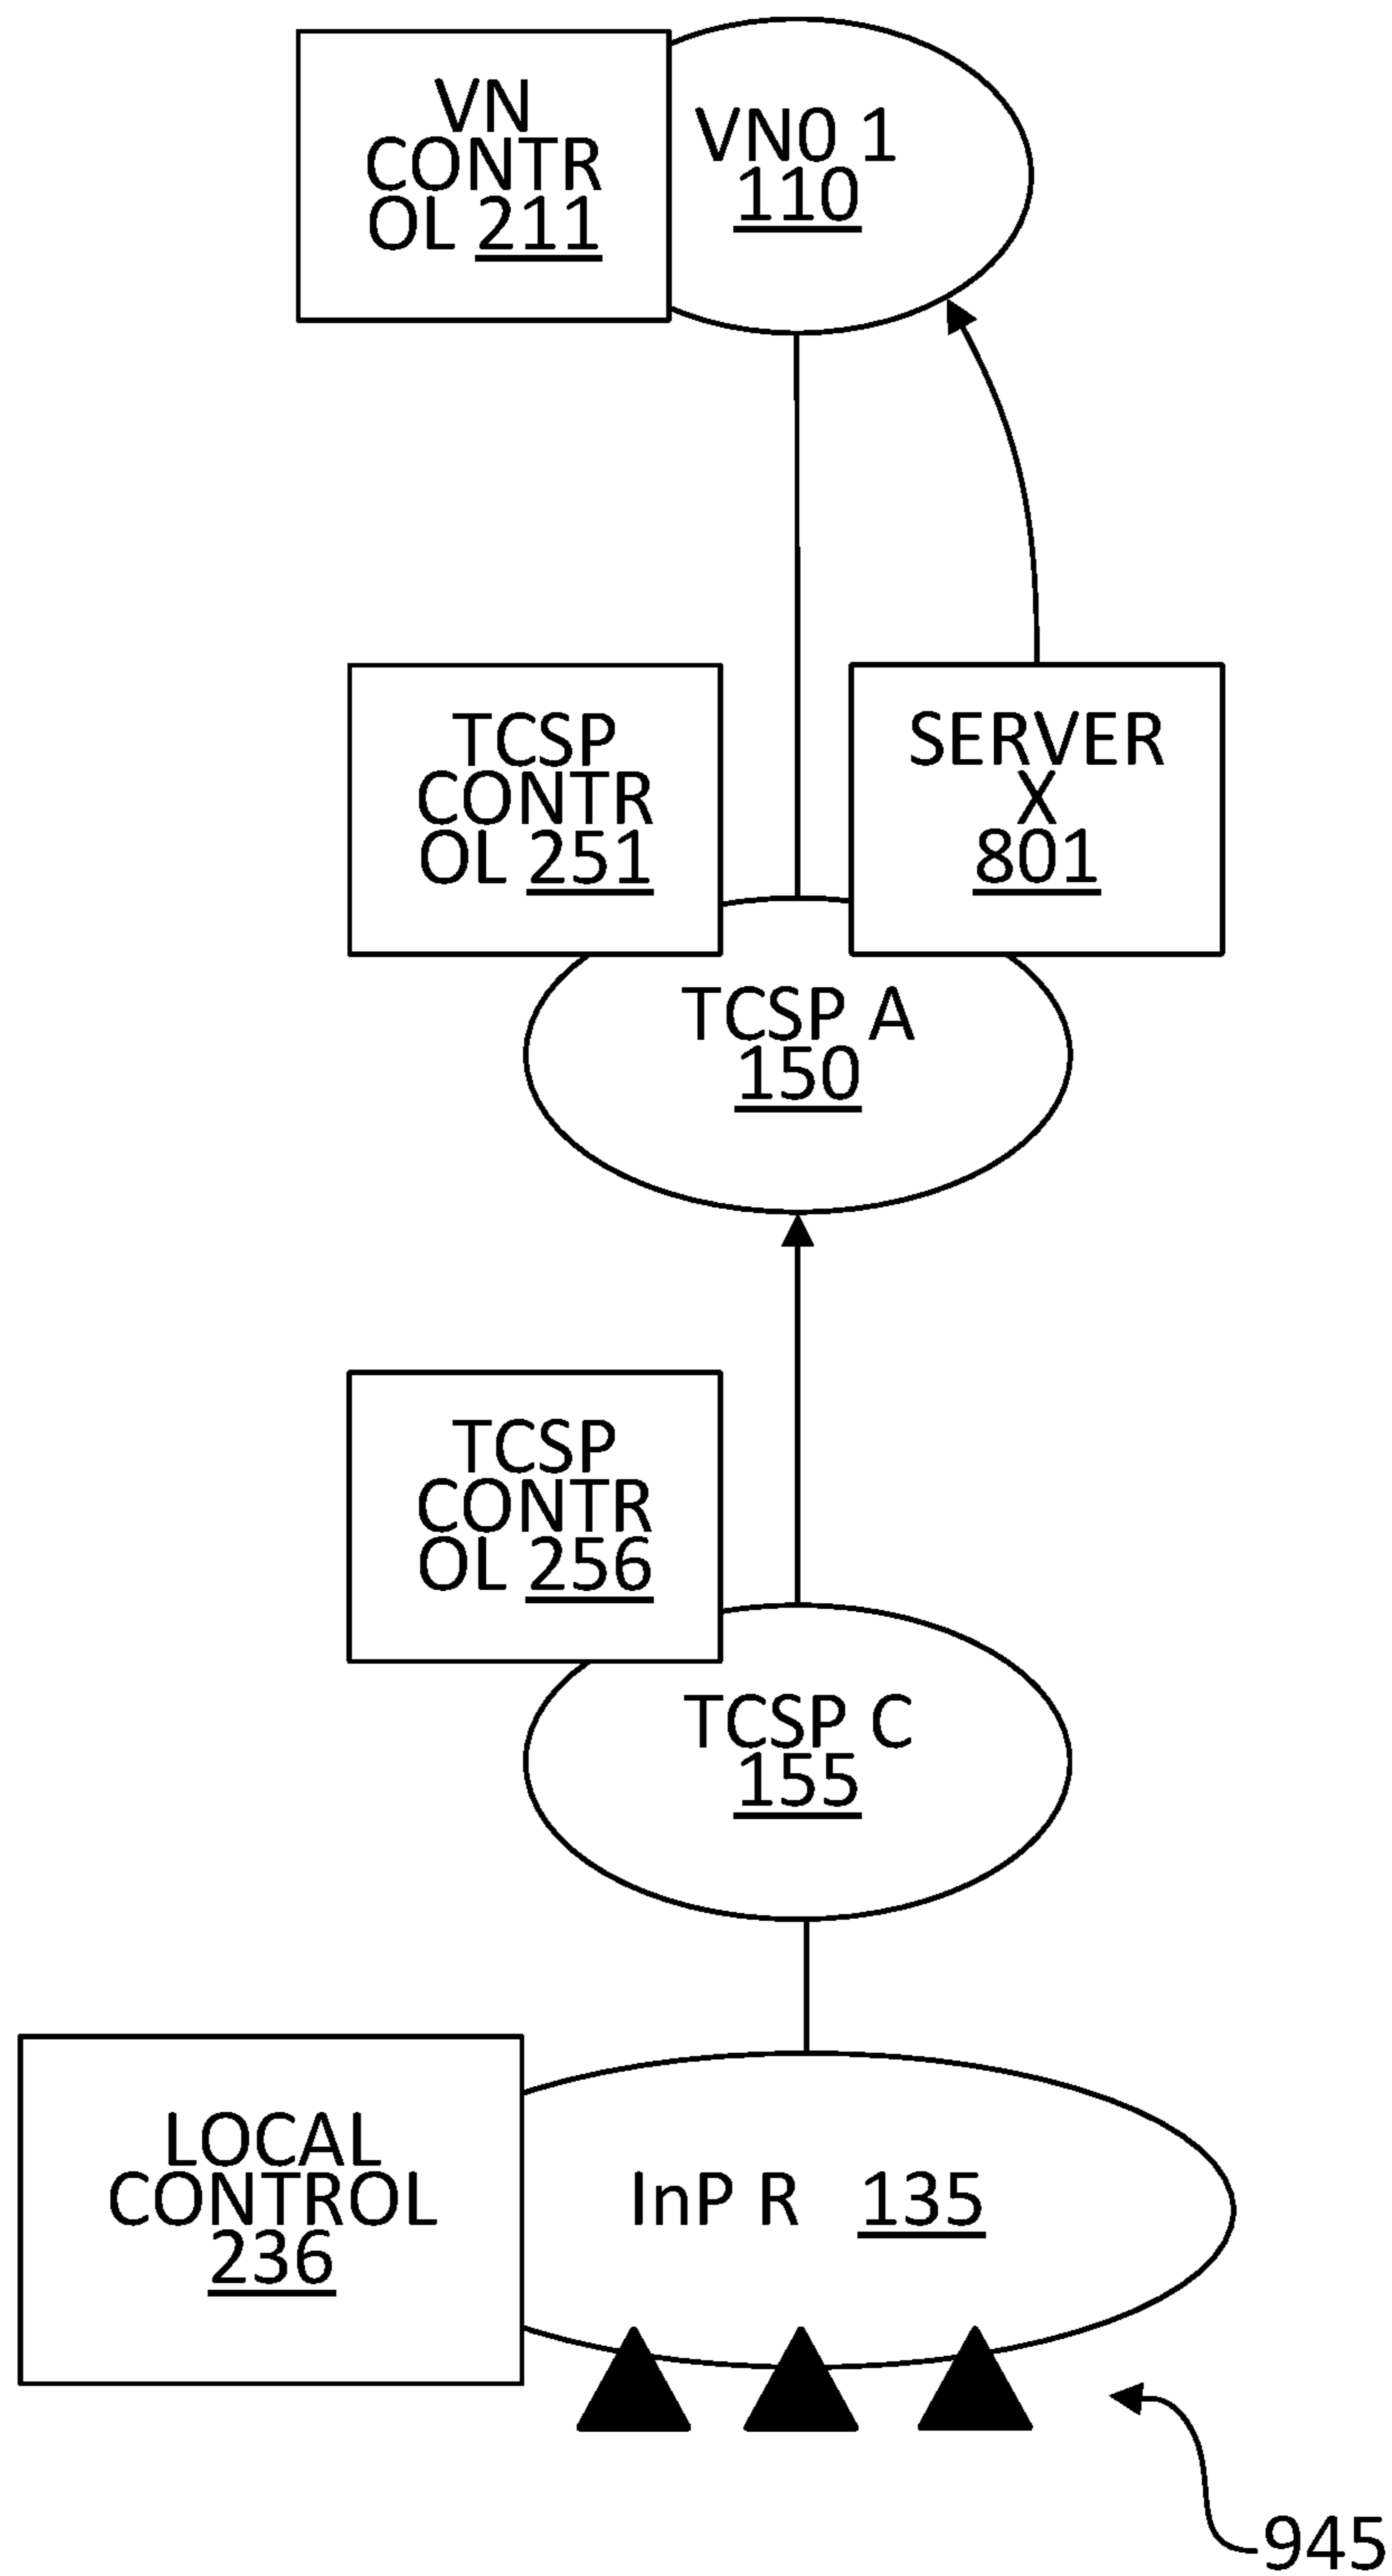 VN
CONTR
OL 211
VN0 1
110
TCSP
CONTR
OL 251
SERVER
X
801
TCSP A
150
TCSP
CONTR
OL 256
TCSP C
155
LOCAL
CONTROL
236
InP R 135
945